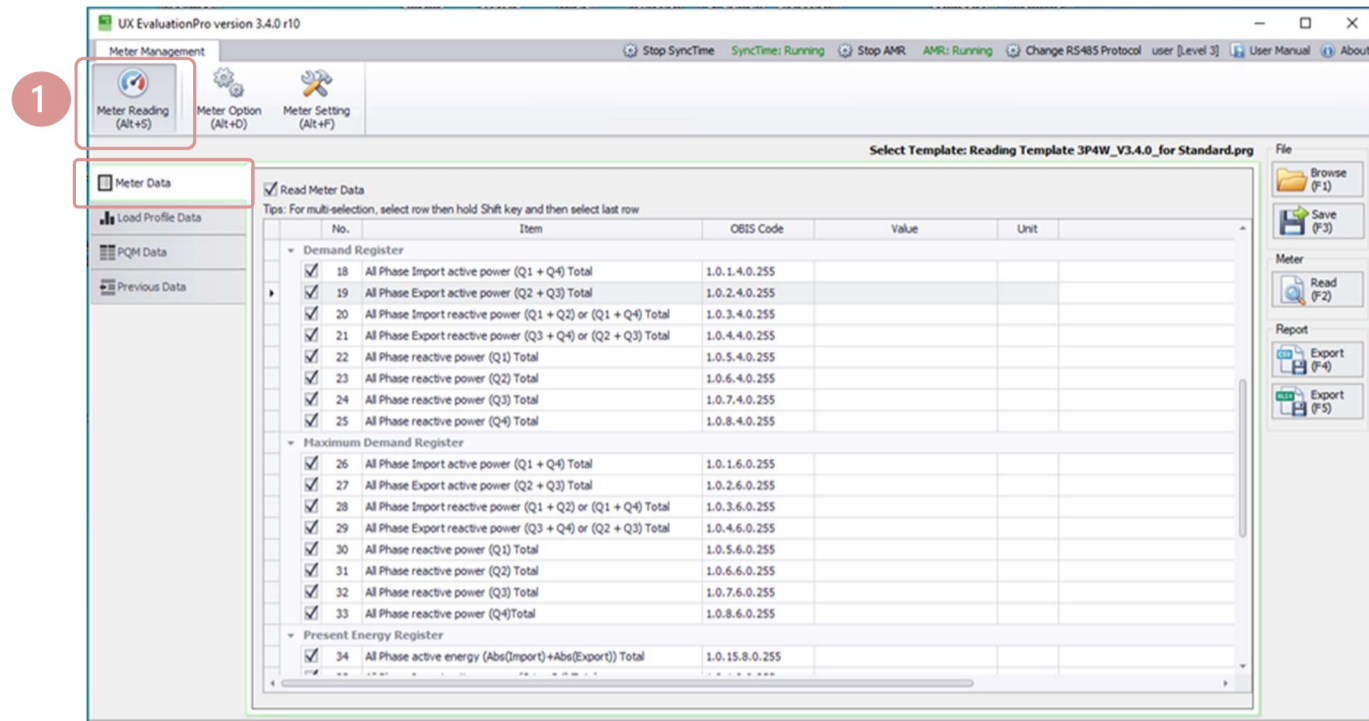 UX EvaluationPro version 3.4.0 r10
Meter Management
Stop SyncTime SyncTime: Running Stop AMR AMR: Running Change RS485 Protocol user [Level 3] User Manual About
1
Meter Reading (Alt+S)
Meter Option (Alt+D)
Meter Setting (Alt+F)
Select Template: Reading Template 3P4W_V3.4.0_for Standard.prg
Meter Data
Load Profile Data
PQM Data
Previous Data
Read Meter Data
Tips: For multi-selection, select row then hold Shift key and then select last row
No. Item OBIS Code Value Unit
Demand Register
18 All Phase Import active power (Q1 + Q4) Total 1.0.1.4.0.255
19 All Phase Export active power (Q2 + Q3) Total 1.0.2.4.0.255
20 All Phase Import reactive power (Q1 + Q2) or (Q1 + Q4) Total 1.0.3.4.0.255
21 All Phase Export reactive power (Q3 + Q4) or (Q2 + Q3) Total 1.0.4.4.0.255
22 All Phase reactive power (Q1) Total 1.0.5.4.0.255
23 All Phase reactive power (Q2) Total 1.0.6.4.0.255
24 All Phase reactive power (Q3) Total 1.0.7.4.0.255
25 All Phase reactive power (Q4) Total 1.0.8.4.0.255
Maximum Demand Register
26 All Phase Import active power (Q1 + Q4) Total 1.0.1.6.0.255
27 All Phase Export active power (Q2 + Q3) Total 1.0.2.6.0.255
28 All Phase Import reactive power (Q1 + Q2) or (Q1 + Q4) Total 1.0.3.6.0.255
29 All Phase Export reactive power (Q3 + Q4) or (Q2 + Q3) Total 1.0.4.6.0.255
30 All Phase reactive power (Q1) Total 1.0.5.6.0.255
31 All Phase reactive power (Q2) Total 1.0.6.6.0.255
32 All Phase reactive power (Q3) Total 1.0.7.6.0.255
33 All Phase reactive power (Q4)Total 1.0.8.6.0.255
Present Energy Register
34 All Phase active energy (Abs(Import)+Abs(Export)) Total 1.0.15.8.0.255
File
Browse (F1)
Save (F3)
Meter
Read (F2)
Report
CSV Export (F4)
Export (F5)